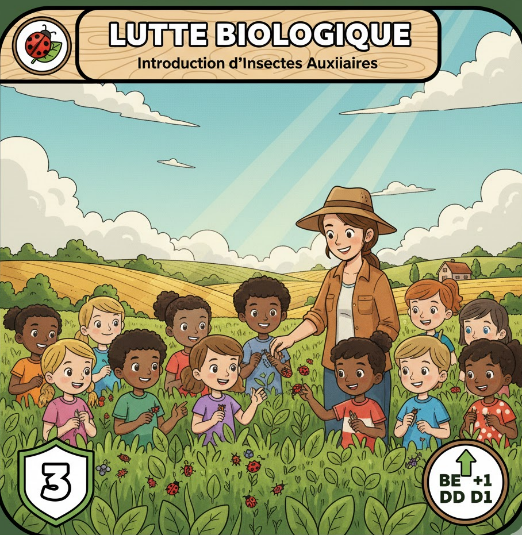 LUTTE BIOLOGIQUE
Introduction d'Insectes Auxiiaires
3
BE +1
DD D1